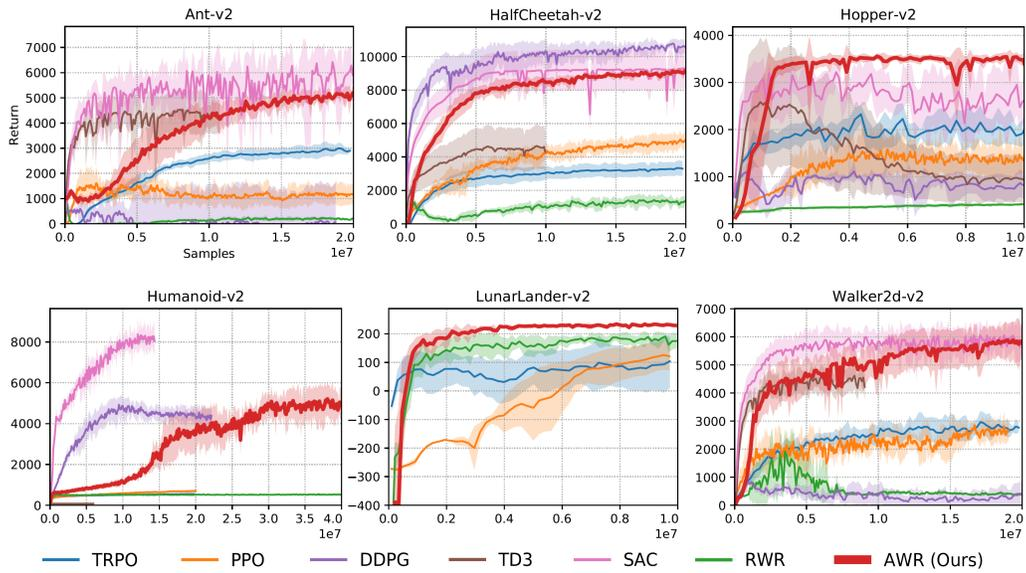 Ant-v2
HalfCheetah-v2
Hopper-v2
Return
7000
6000
5000
4000
3000
2000
1000
0
0.0 0.5 1.0 1.5 2.0
Samples
1e7
10000
8000
6000
4000
2000
0
0.0 0.5 1.0 1.5 2.0
1e7
4000
3000
2000
1000
0
0.0 0.2 0.4 0.6 0.8 1.0
1e7
Humanoid-v2
LunarLander-v2
Walker2d-v2
8000
6000
4000
2000
0
0.0 0.5 1.0 1.5 2.0 2.5 3.0 3.5 4.0
1e7
200
100
0
−100
−200
−300
−400
0.0 0.2 0.4 0.6 0.8 1.0
1e7
7000
6000
5000
4000
3000
2000
1000
0
0.0 0.5 1.0 1.5 2.0
1e7
TRPO PPO DDPG TD3 SAC RWR AWR (Ours)